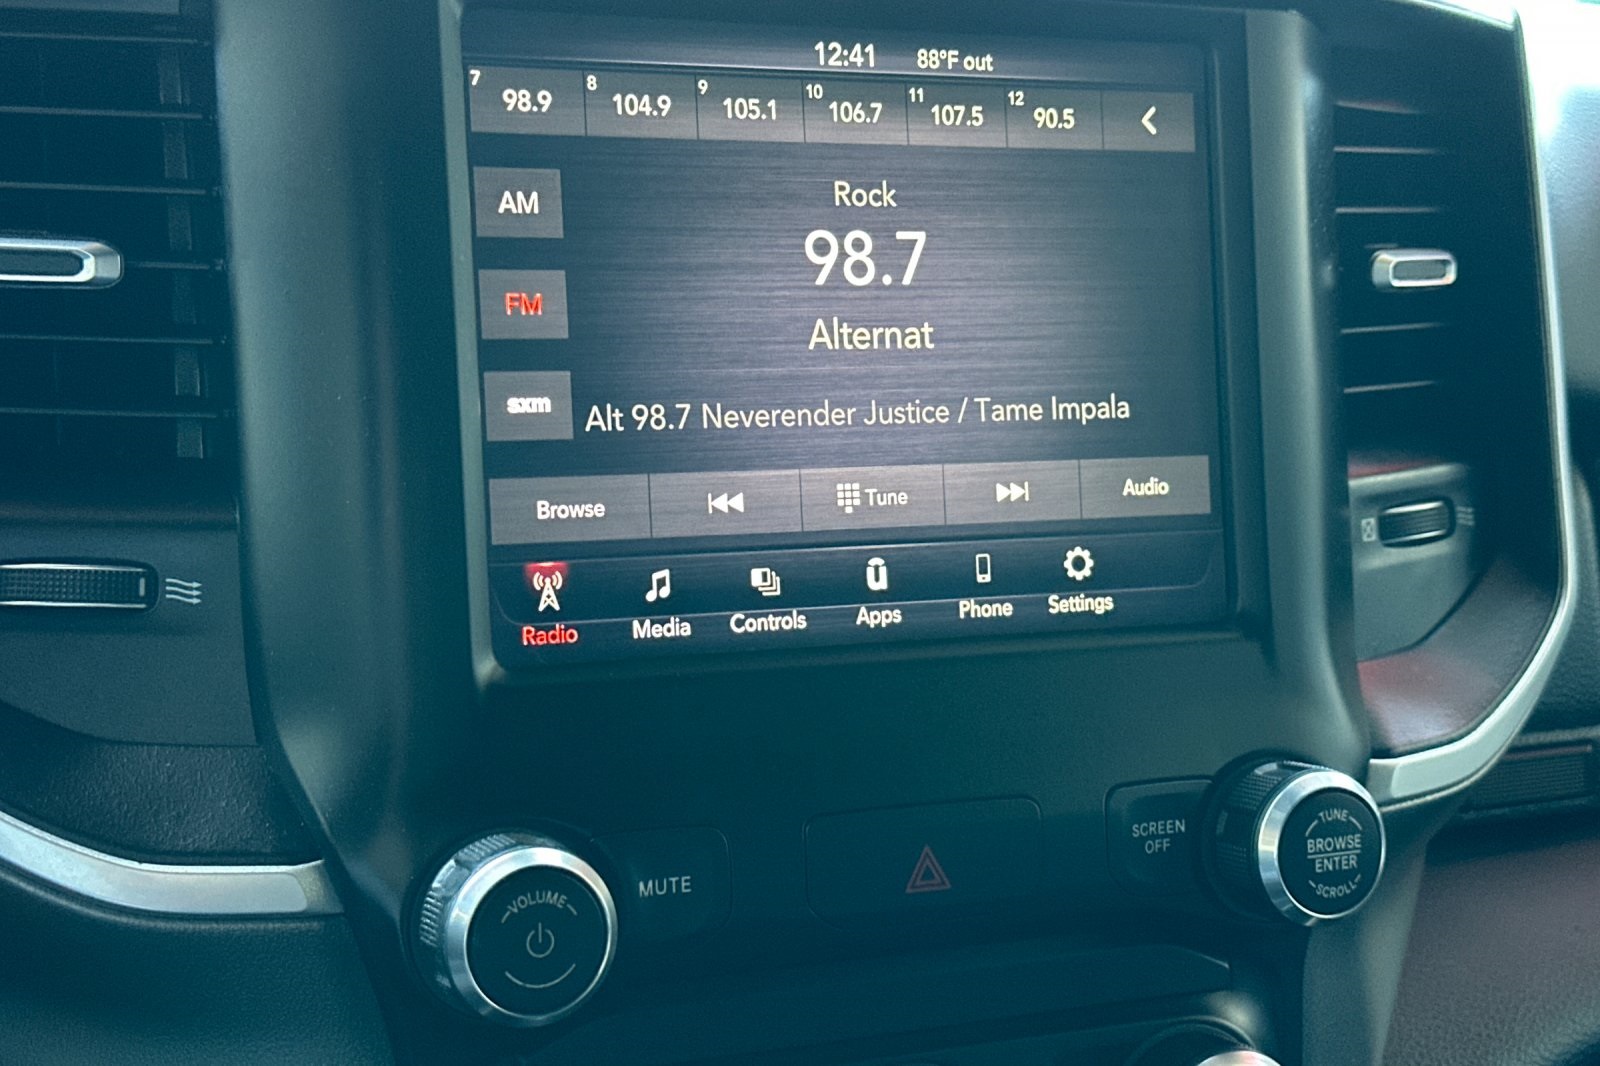 12:41 88°F out
7 98.9 8 104.9 9 105.1 10 106.7 11 107.5 12 90.5
AM
Rock
98.7
FM
Alternat
sxm
Alt 98.7 Neverender Justice / Tame Impala
Browse Tune Audio
Radio Media Controls Apps Phone Settings
VOLUME
MUTE
SCREEN
OFF
TUNE
BROWSE
ENTER
SCROLL